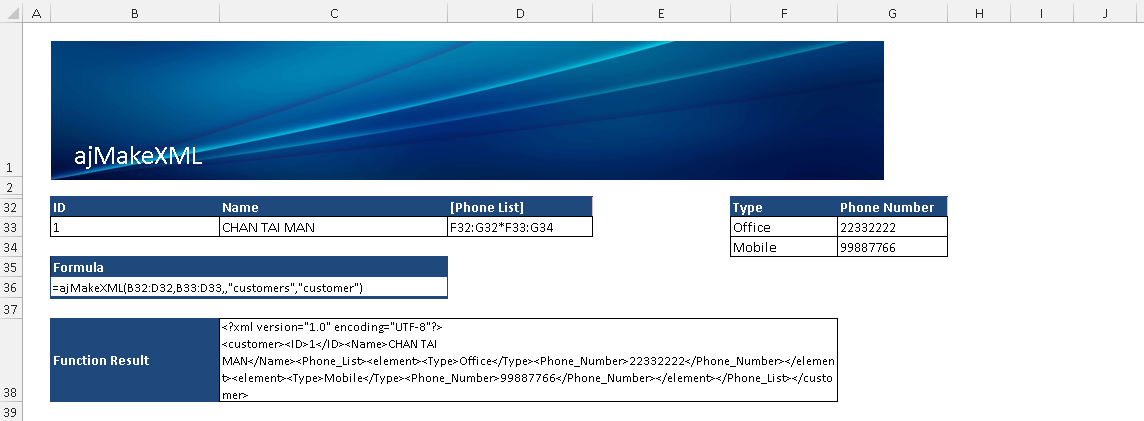 A B C D E F G H I J
ajMakeXML
1
2
32 ID Name [Phone List] Type Phone Number
33 1 CHAN TAI MAN F32:G32*F33:G34 Office 22332222
34 Mobile 99887766
35 Formula
36 =ajMakeXML(B32:D32,B33:D33,,"customers","customer")
37
<?xml version="1.0" encoding="UTF-8"?>
<customer><ID>1</ID><Name>CHAN TAI
Function Result MAN</Name><Phone_List><element><Type>Office</Type><Phone_Number>22332222</Phone_Number></elemen
t><element><Type>Mobile</Type><Phone_Number>99887766</Phone_Number></element></Phone_List></custo
38 mer>
39